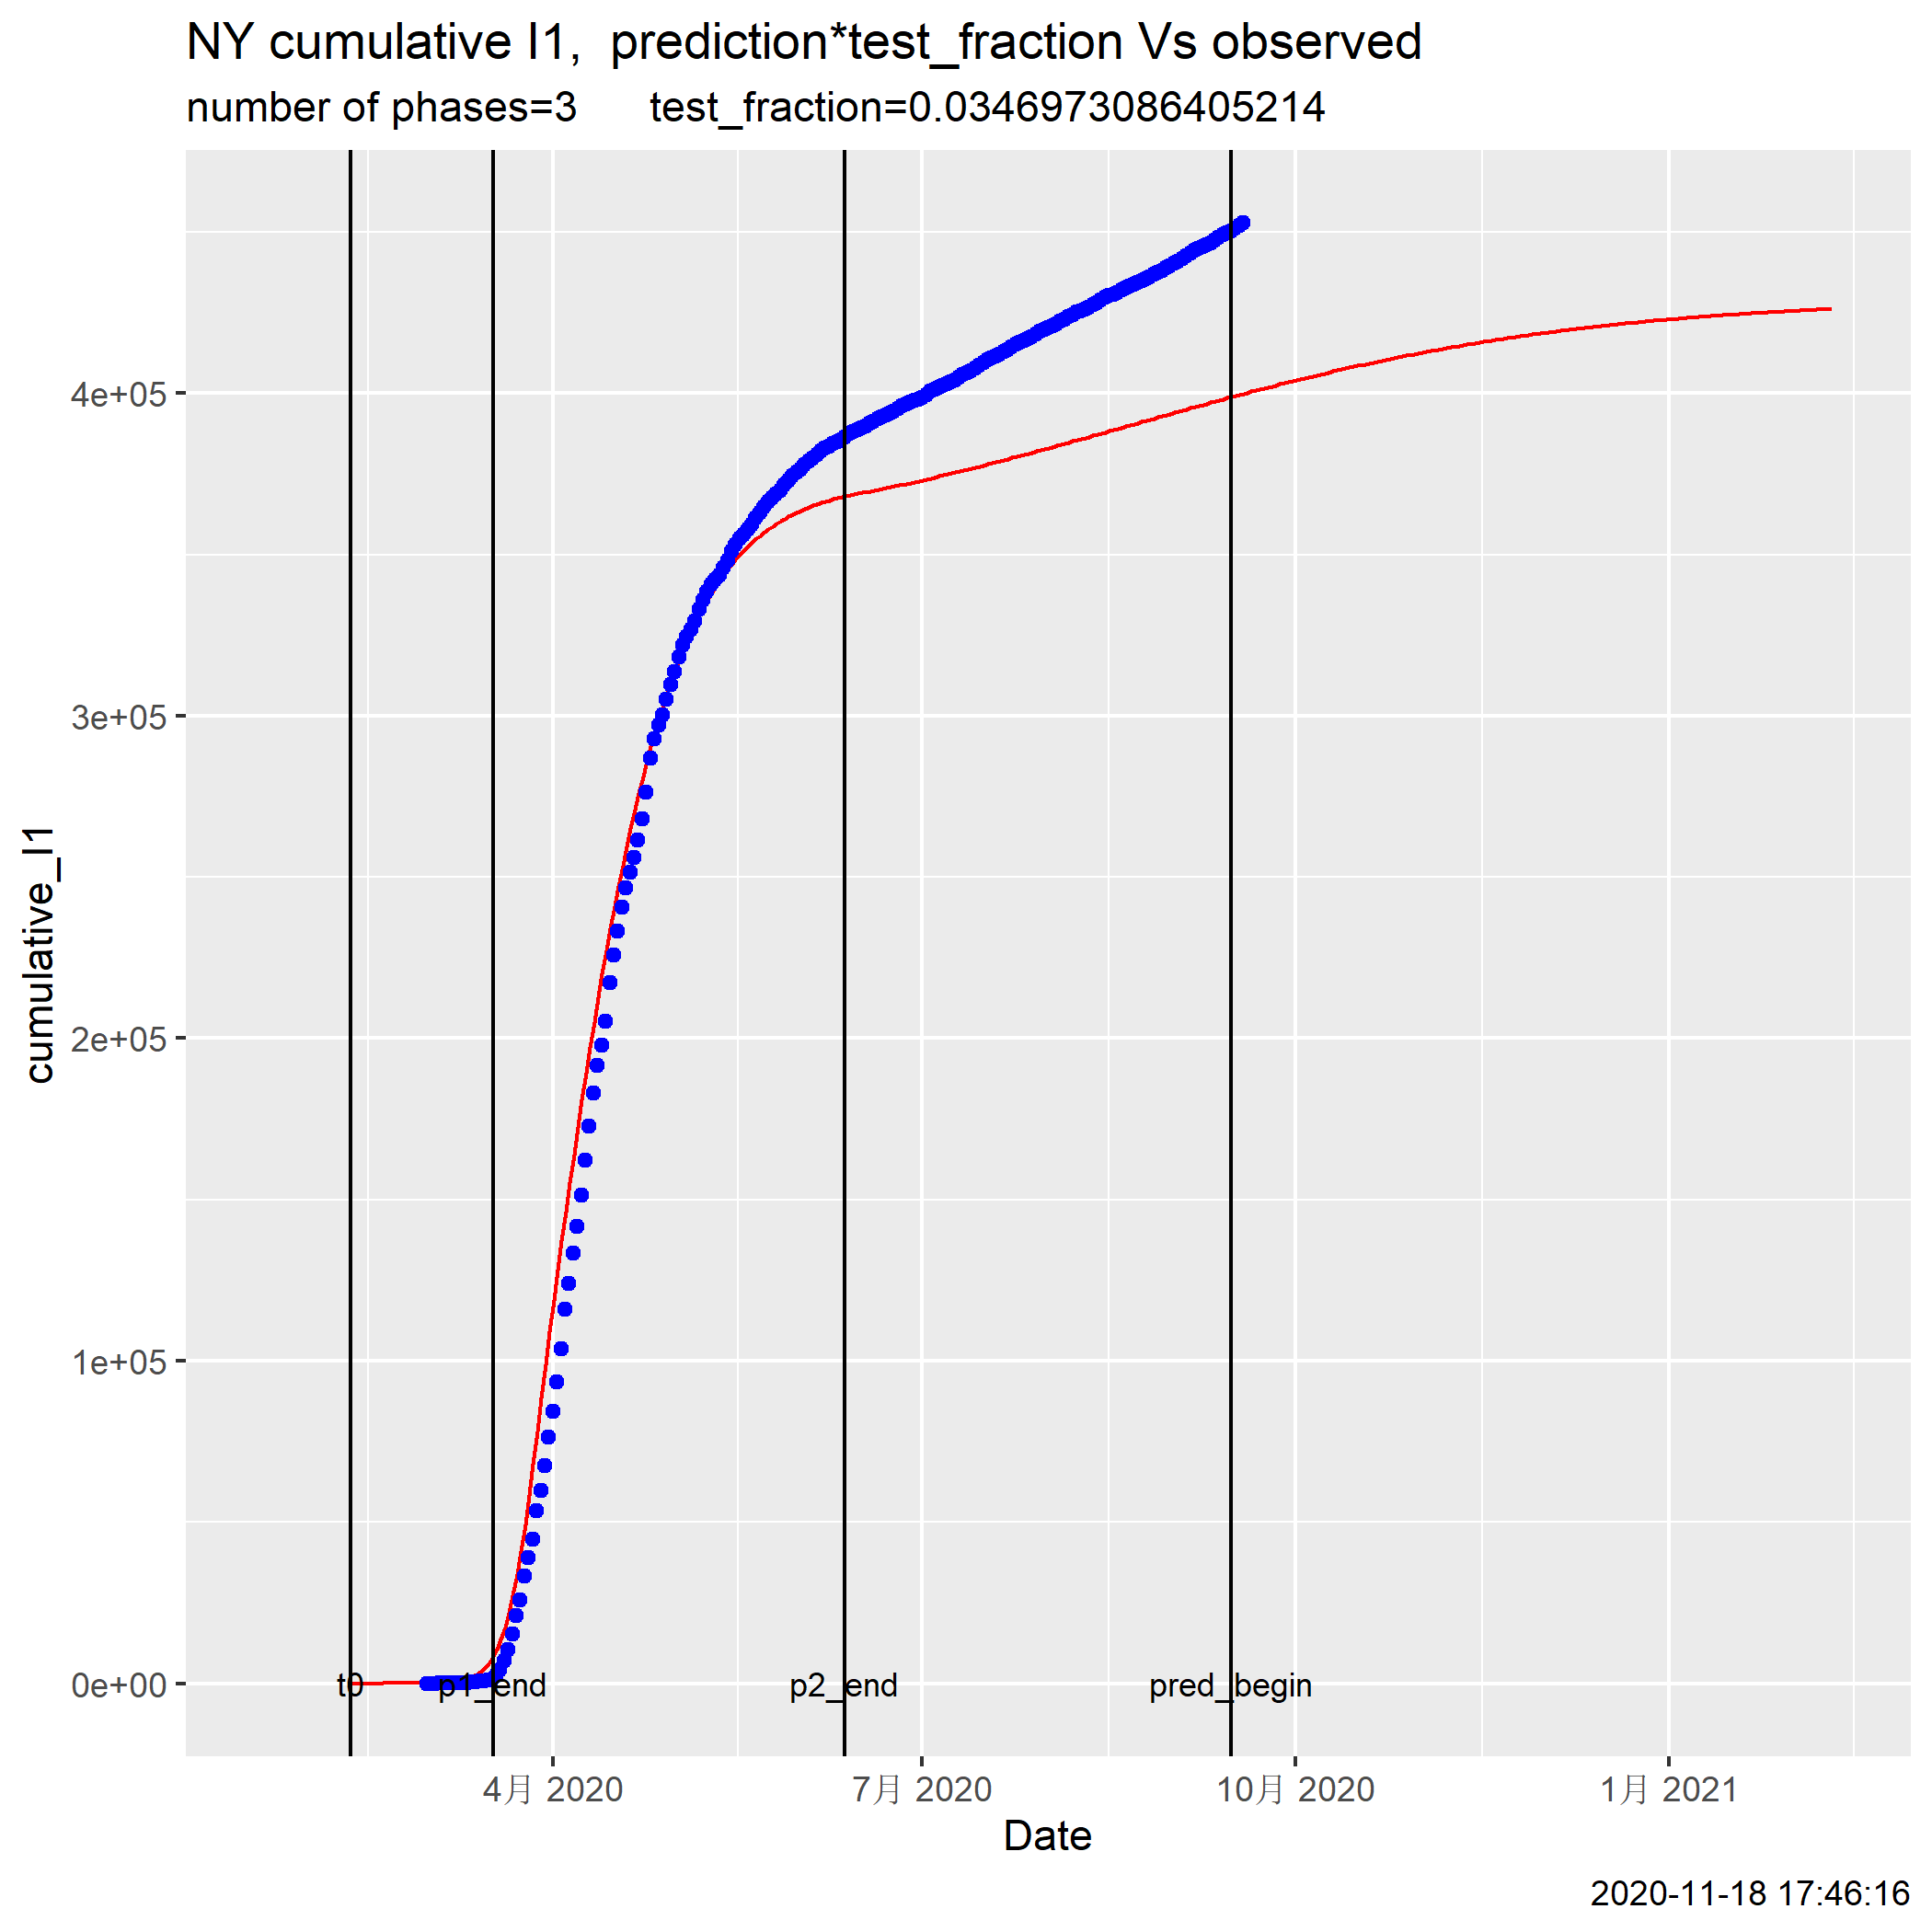 NY cumulative I1,  prediction*test_fraction Vs observed
number of phases=3      test_fraction=0.0346973086405214
cumulative_I1
4e+05
3e+05
2e+05
1e+05
0e+00
t0
p1_end
p2_end
pred_begin
4月 2020
7月 2020
10月 2020
1月 2021
Date
2020-11-18 17:46:16